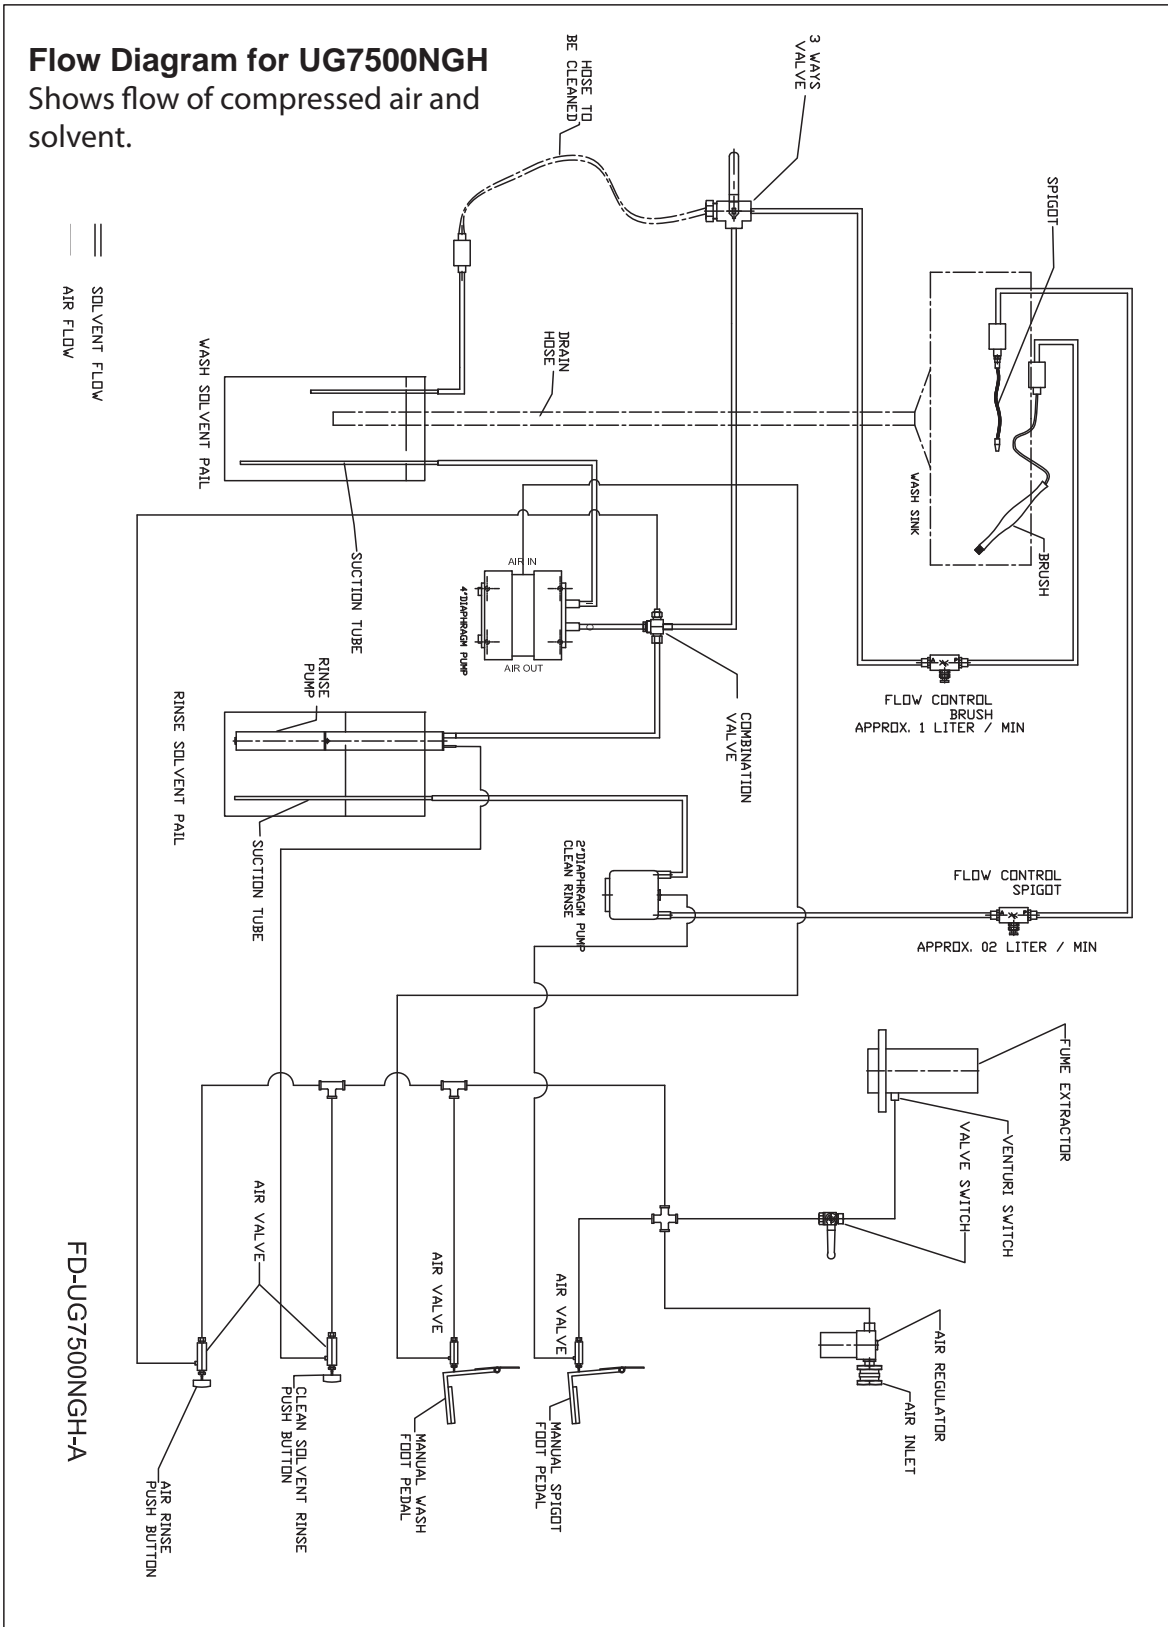 Flow Diagram for UG7500NGH
Shows flow of compressed air and
solvent.
HOSE TO
BE CLEANED
3 WAYS
VALVE
SPIGOT
SOLVENT FLOW
AIR FLOW
WASH SOLVENT PAIL
DRAIN
HOSE
WASH SINK
BRUSH
SUCTION TUBE
AIR IN
4"DIAPHRAGM PUMP
AIR OUT
RINSE
PUMP
RINSE SOLVENT PAIL
COMBINATION
VALVE
FLOW CONTROL
BRUSH
APPROX. 1 LITER / MIN
SUCTION TUBE
2"DIAPHRAGM PUMP
CLEAN RINSE
FLOW CONTROL
SPIGOT
APPROX. 02 LITER / MIN
FUME EXTRACTOR
VENTURI SWITCH
VALVE SWITCH
AIR VALVE
AIR VALVE
AIR VALVE
AIR REGULATOR
AIR INLET
MANUAL SPIGOT
FOOT PEDAL
MANUAL WASH
FOOT PEDAL
CLEAN SOLVENT RINSE
PUSH BUTTON
AIR RINSE
PUSH BUTTON
FD-UG7500NGH-A